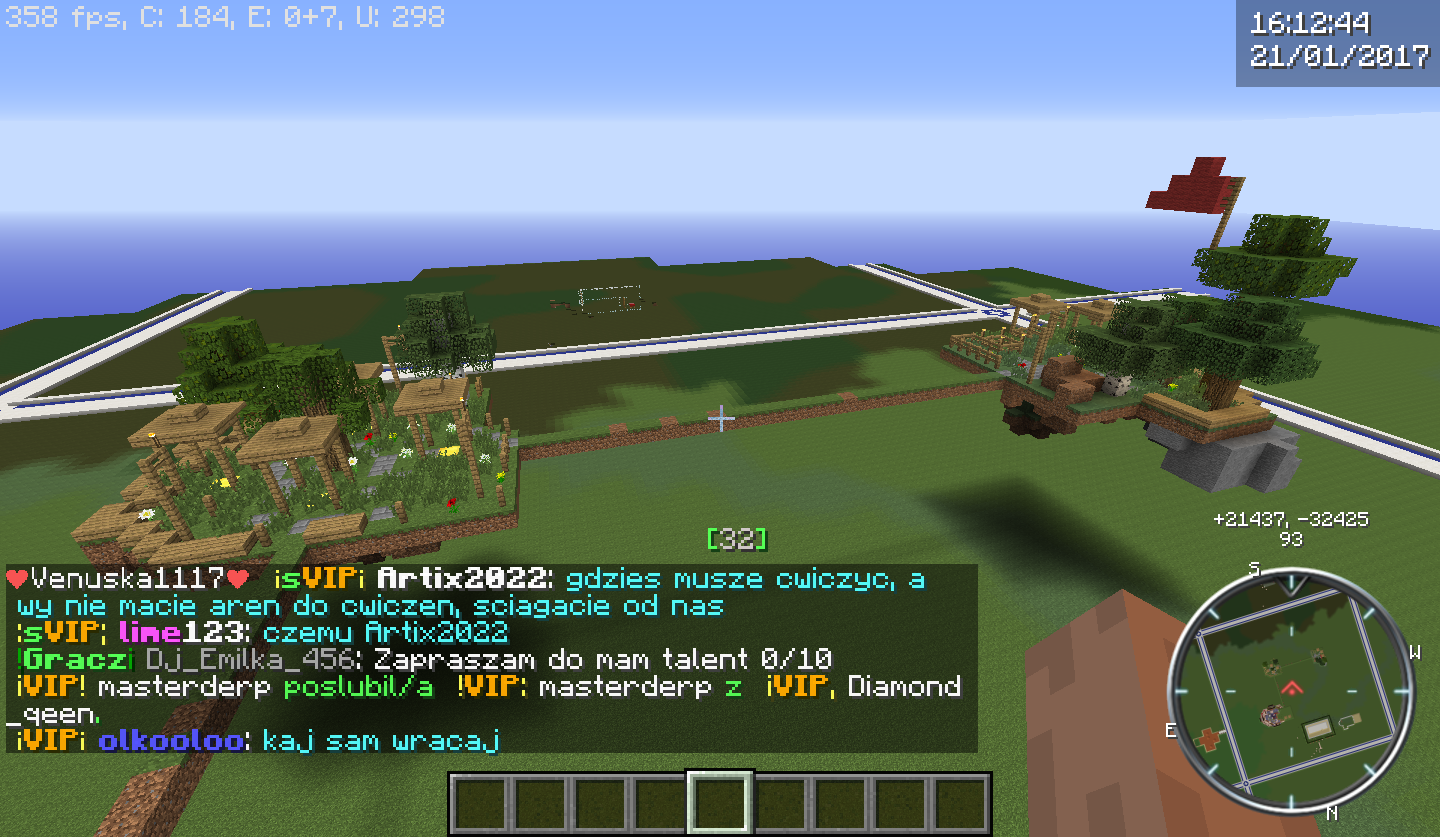 358 fps, C: 184, E: 0+7, U: 298
16:12:44
21/01/2017
+21437, -32425
93
[32]
♥Venuska1117♥ ¡sVIP¡ Artix2022: gdzies musze cwiczyc, a
wy nie macie aren do cwiczen, sciagacie od nas
¦sVIP¦ lime123: czemu Artix2022
!Gracz¡ Dj_Emilka_456: Zapraszam do mam talent 0/10
¡VIP! masterderp poslubil/a !VIP: masterderp z ¡VIP, Diamond
_qeen.
¡VIP¡ olkooloo: kaj sam wracaj
S
W
E
N